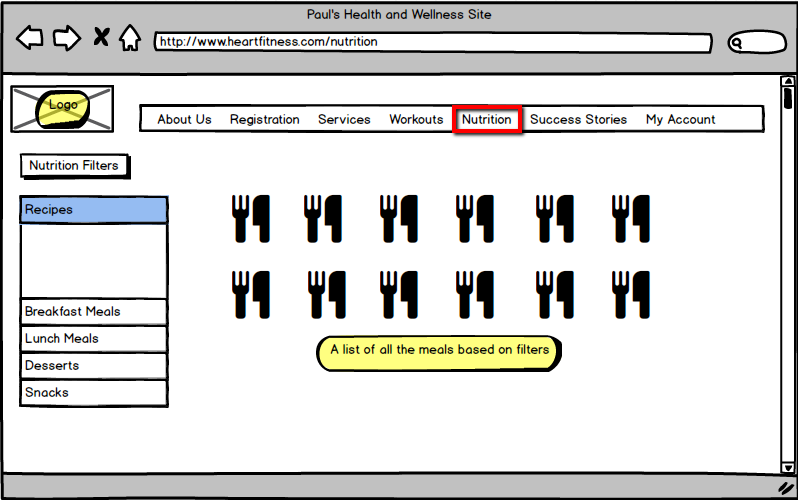 Paul's Health and Wellness Site
http://www.heartfitness.com/nutrition
Logo
About Us Registration Services Workouts Nutrition Success Stories My Account
Nutrition Filters
Recipes
Breakfast Meals
Lunch Meals
Desserts
Snacks
A list of all the meals based on filters